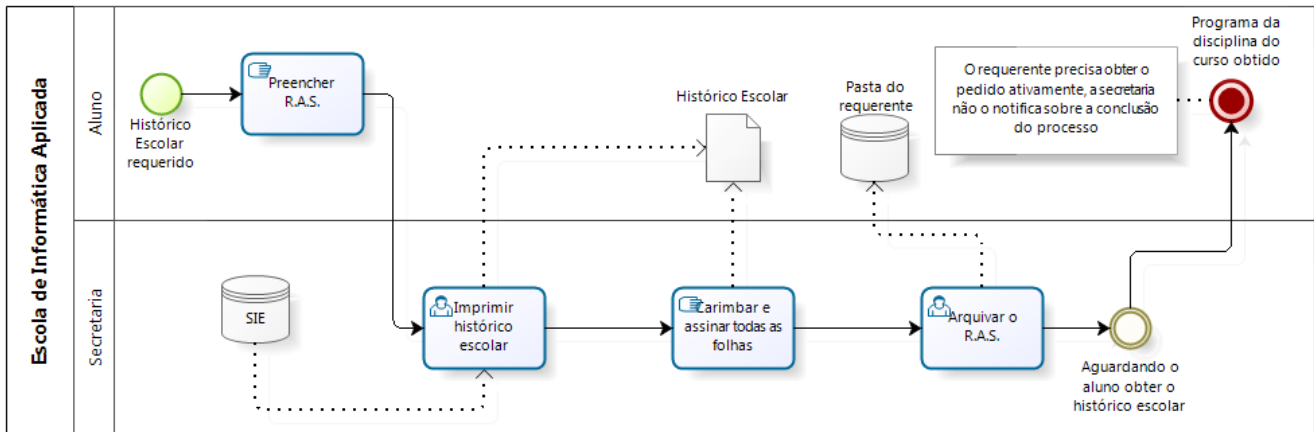 Escola de Informática Aplicada
Aluno
Histórico
Escolar
requerido
Preencher
R.A.S.
Histórico Escolar
Pasta do
requerente
O requerente precisa obter o
pedido ativamente, a secretaria
não o notifica sobre a conclusão
do processo
Programa da
disciplina do
curso obtido
Secretaria
SIE
Imprimir
histórico
escolar
Carimbar e
assinar todas as
folhas
Arquivar o
R.A.S.
Aguardando o
aluno obter o
histórico escolar